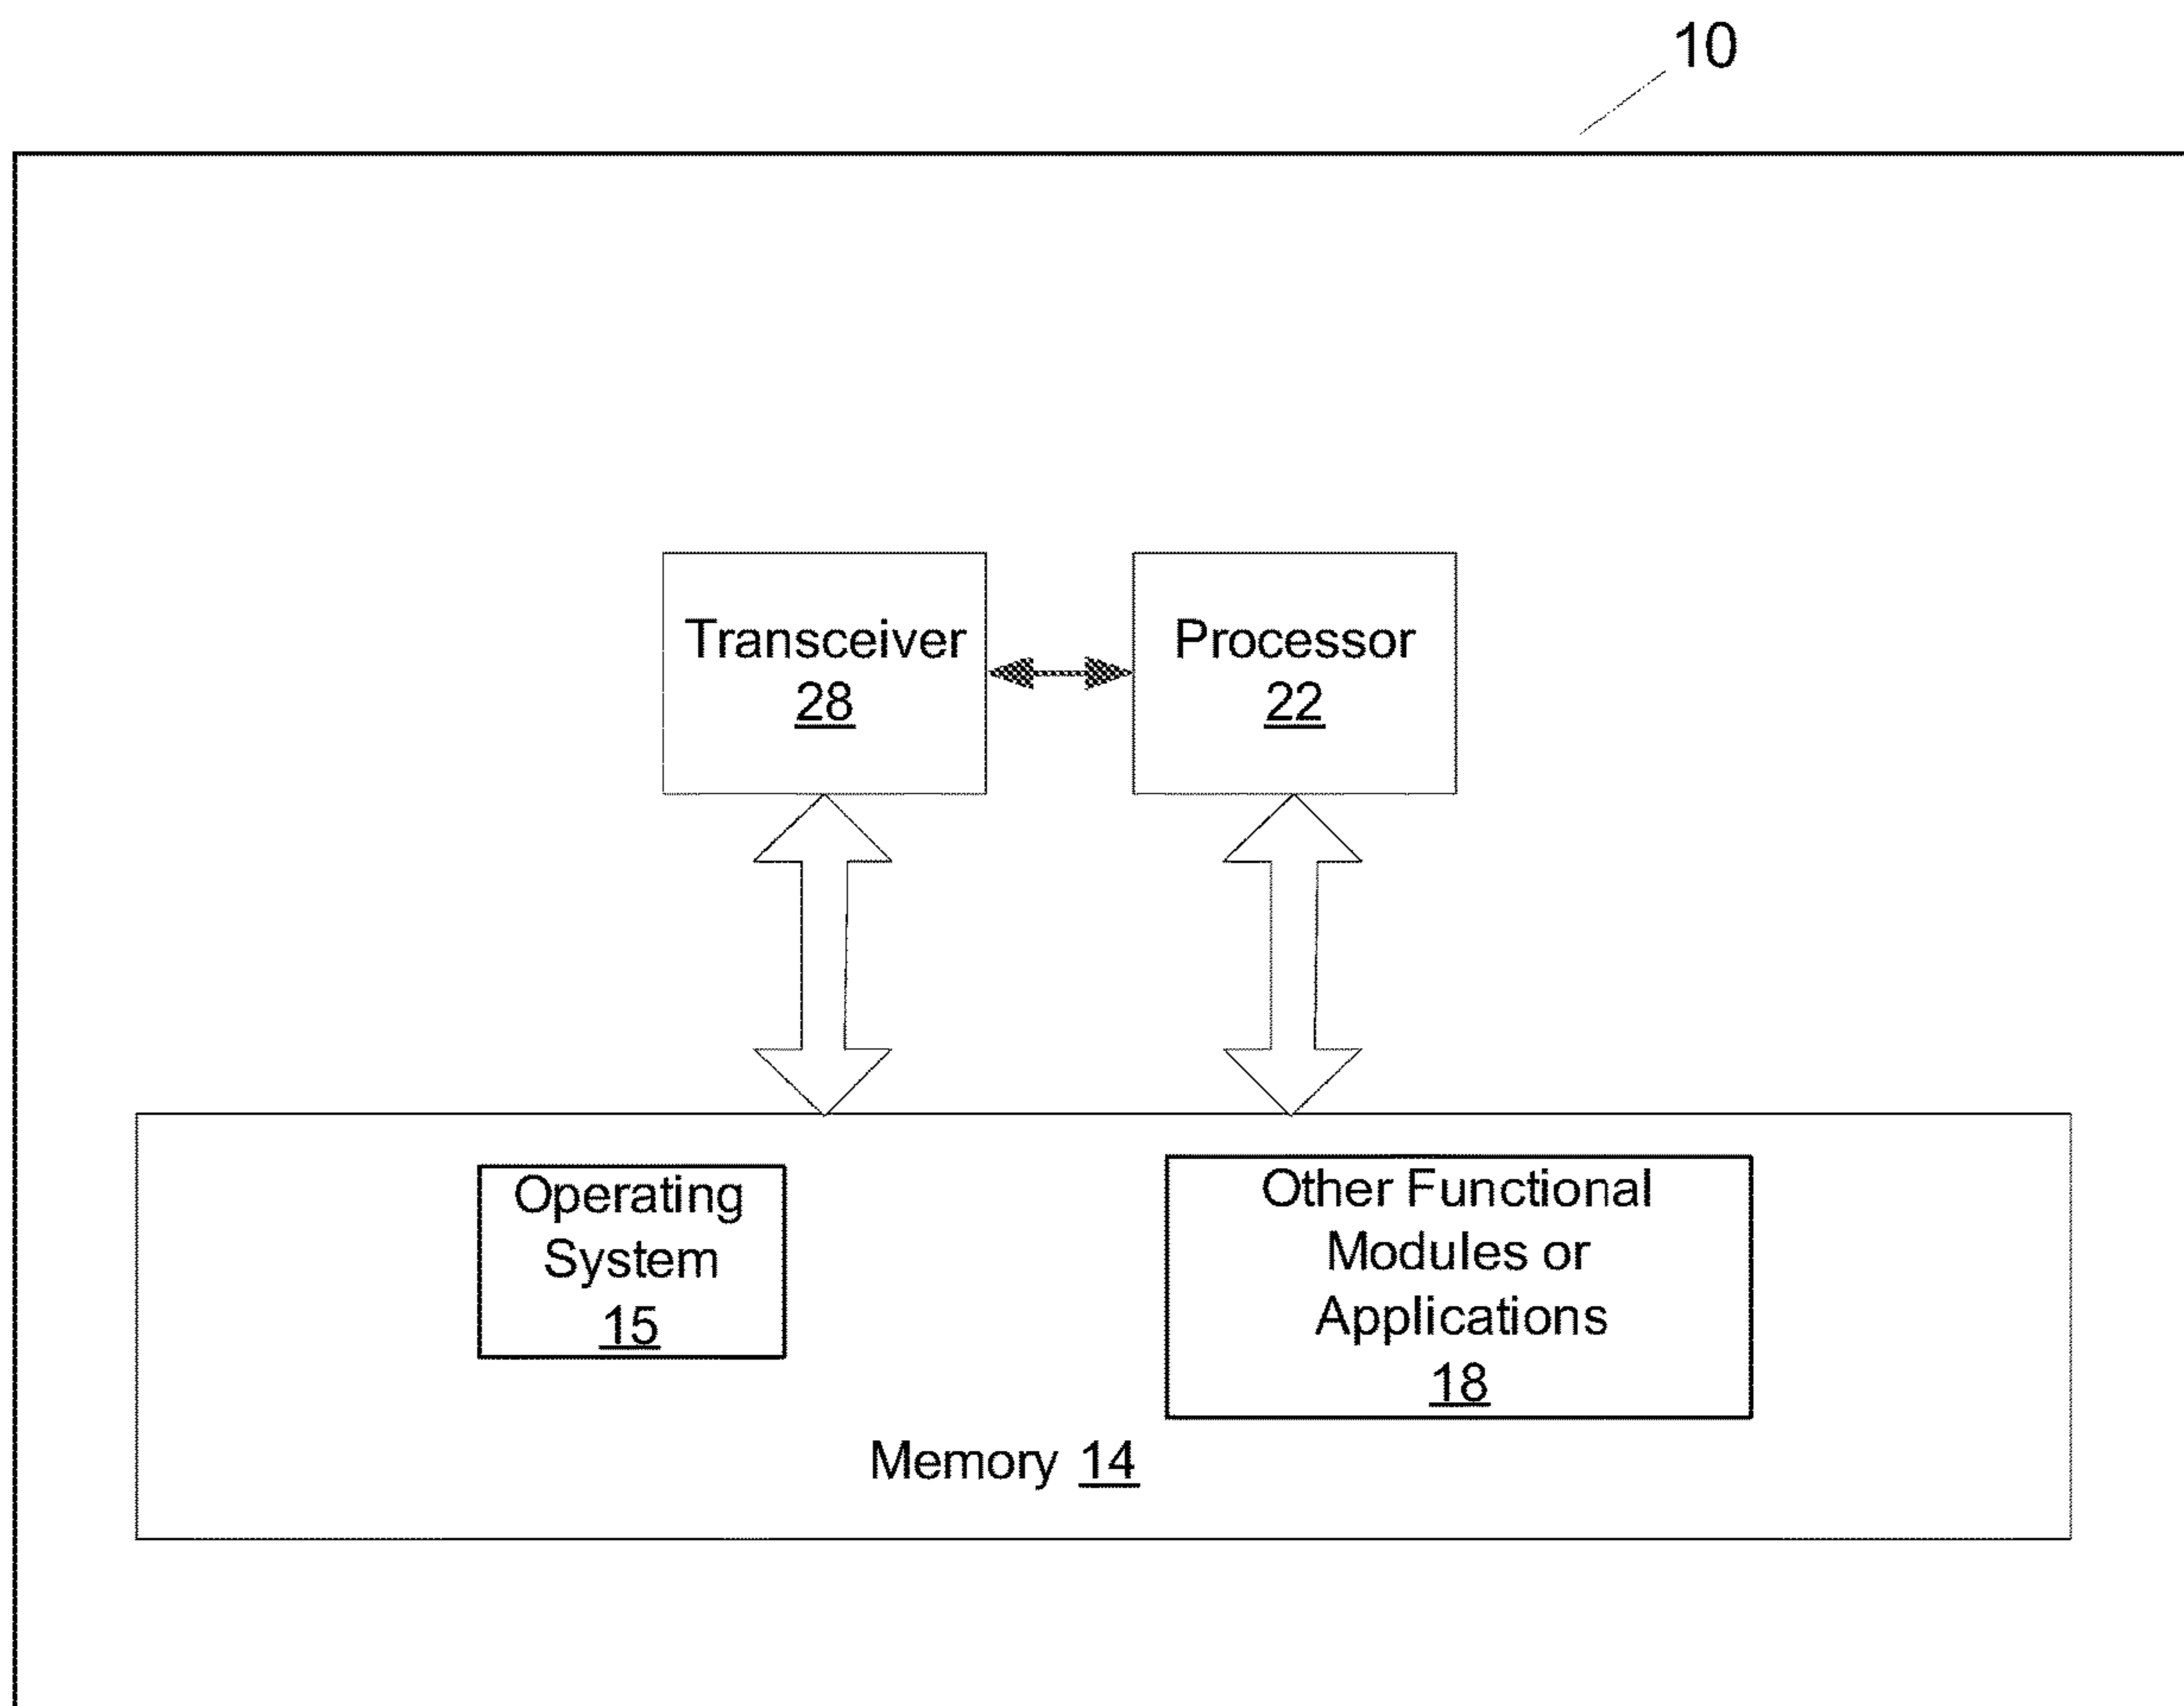 10
Transceiver
28
Processor
22
Operating
System
15
Other Functional
Modules or
Applications
18
Memory 14